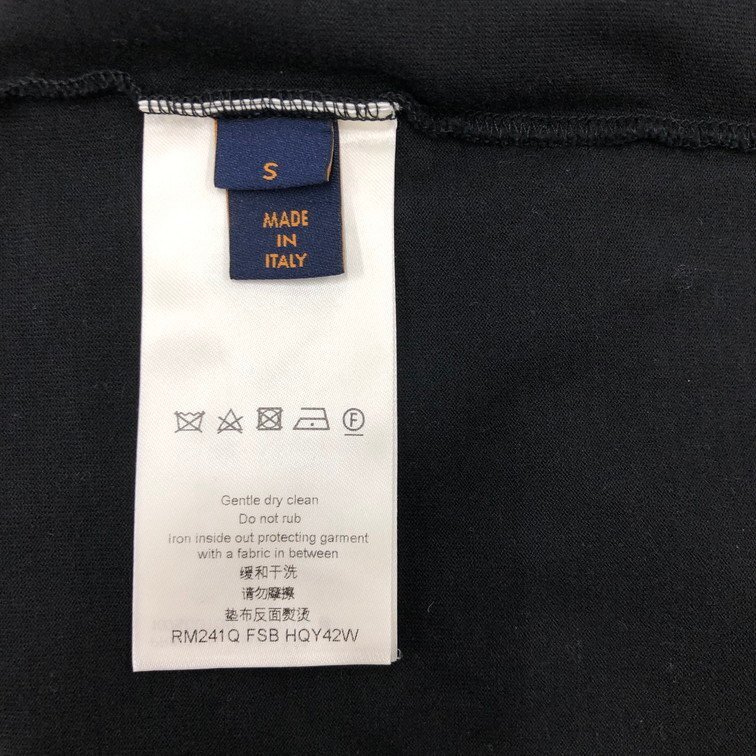 S
MADE
IN
ITALY
F
Gentle dry clean
Do not rub
Iron inside out protecting garment
with a fabric in between
缓和干洗
请勿摩擦
垫布反面熨烫
RM241Q FSB HQY42W